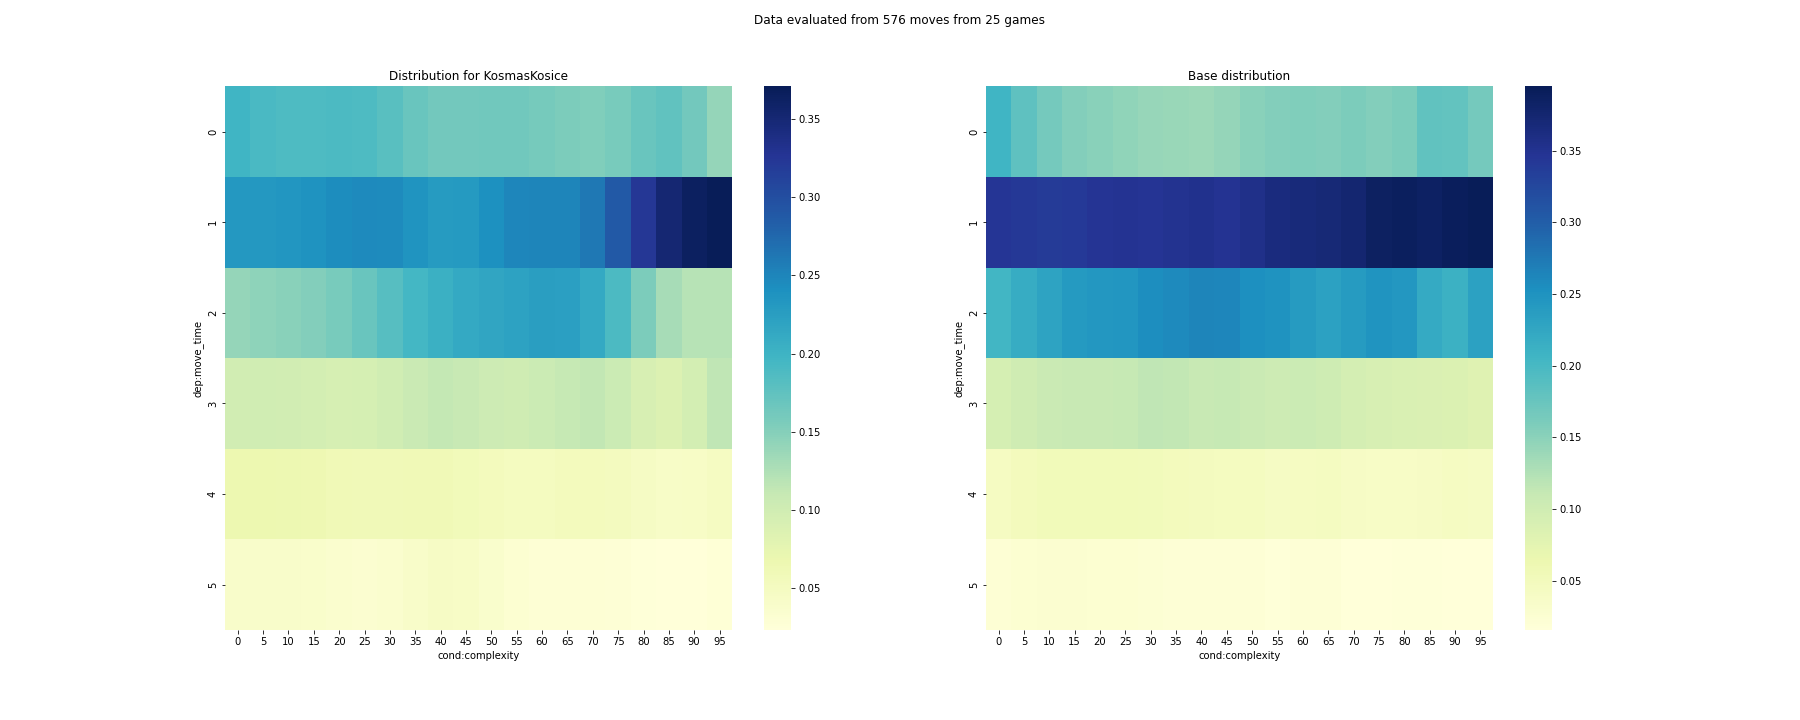 Data evaluated from 576 moves from 25 games
Distribution for KosmasKosice
dep:move_time
0
1
2
3
4
5
0 5 10 15 20 25 30 35 40 45 50 55 60 65 70 75 80 85 90 95
cond:complexity
0.35
0.30
0.25
0.20
0.15
0.10
0.05
Base distribution
dep:move_time
0
1
2
3
4
5
0 5 10 15 20 25 30 35 40 45 50 55 60 65 70 75 80 85 90 95
cond:complexity
0.35
0.30
0.25
0.20
0.15
0.10
0.05